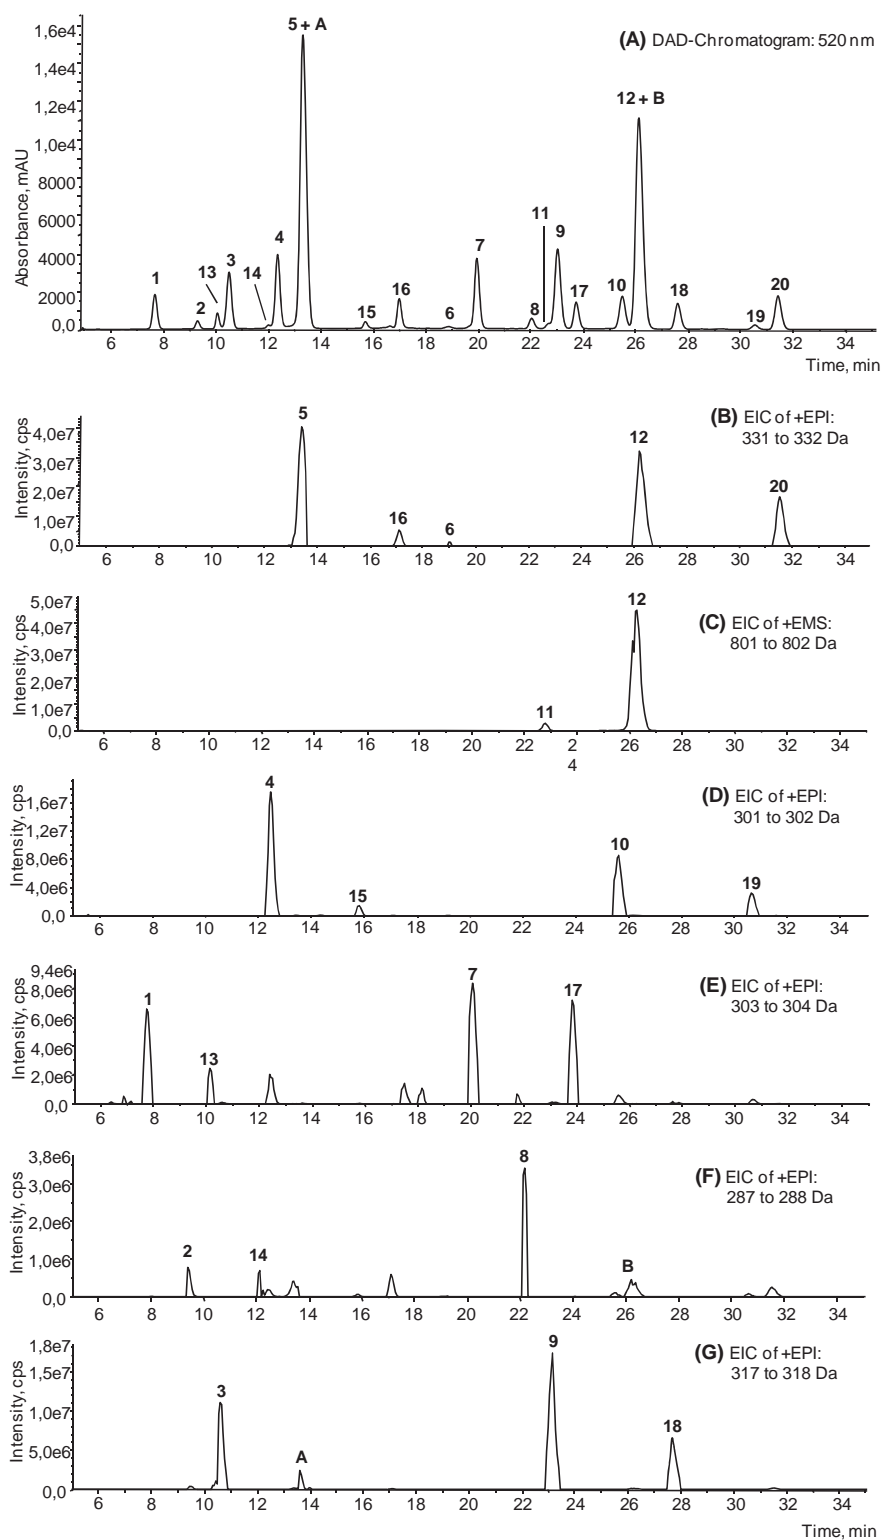 5 + A
(A) DAD-Chromatogram: 520 nm
12 + B
11
4
9
7
3
13
14
1
16
17
10
18
20
2
15
6
8
19
Absorbance, mAU
1,6e4
1,4e4
1,2e4
1,0e4
8000
6000
4000
2000
0,0
6 8 10 12 14 16 18 20 22 24 26 28 30 32 34
Time, min
(B) EIC of +EPI:
331 to 332 Da
5
12
20
16
6
Intensity, cps
4,0e7
3,0e7
2,0e7
1,0e7
0,0
6 8 10 12 14 16 18 20 22 24 26 28 30 32 34
(C) EIC of +EMS:
801 to 802 Da
12
11
Intensity, cps
5,0e7
4,0e7
3,0e7
2,0e7
1,0e7
0,0
6 8 10 12 14 16 18 20 22 2 26 28 30 32 34
4
(D) EIC of +EPI:
301 to 302 Da
4
10
15
19
Intensity, cps
1,6e7
1,2e7
8,0e6
4,0e6
0,0
6 8 10 12 14 16 18 20 22 24 26 28 30 32 34
(E) EIC of +EPI:
303 to 304 Da
1
7
17
13
Intensity, cps
9,4e6
8,0e6
6,0e6
4,0e6
2,0e6
0,0
6 8 10 12 14 16 18 20 22 24 26 28 30 32 34
(F) EIC of +EPI:
287 to 288 Da
8
2
14
B
Intensity, cps
3,8e6
3,0e6
2,0e6
1,0e6
0,0
6 8 10 12 14 16 18 20 22 24 26 28 30 32 34
(G) EIC of +EPI:
317 to 318 Da
9
3
18
A
Intensity, cps
1,8e7
1,5e7
1,0e7
5,0e6
0,0
6 8 10 12 14 16 18 20 22 24 26 28 30 32 34
Time, min